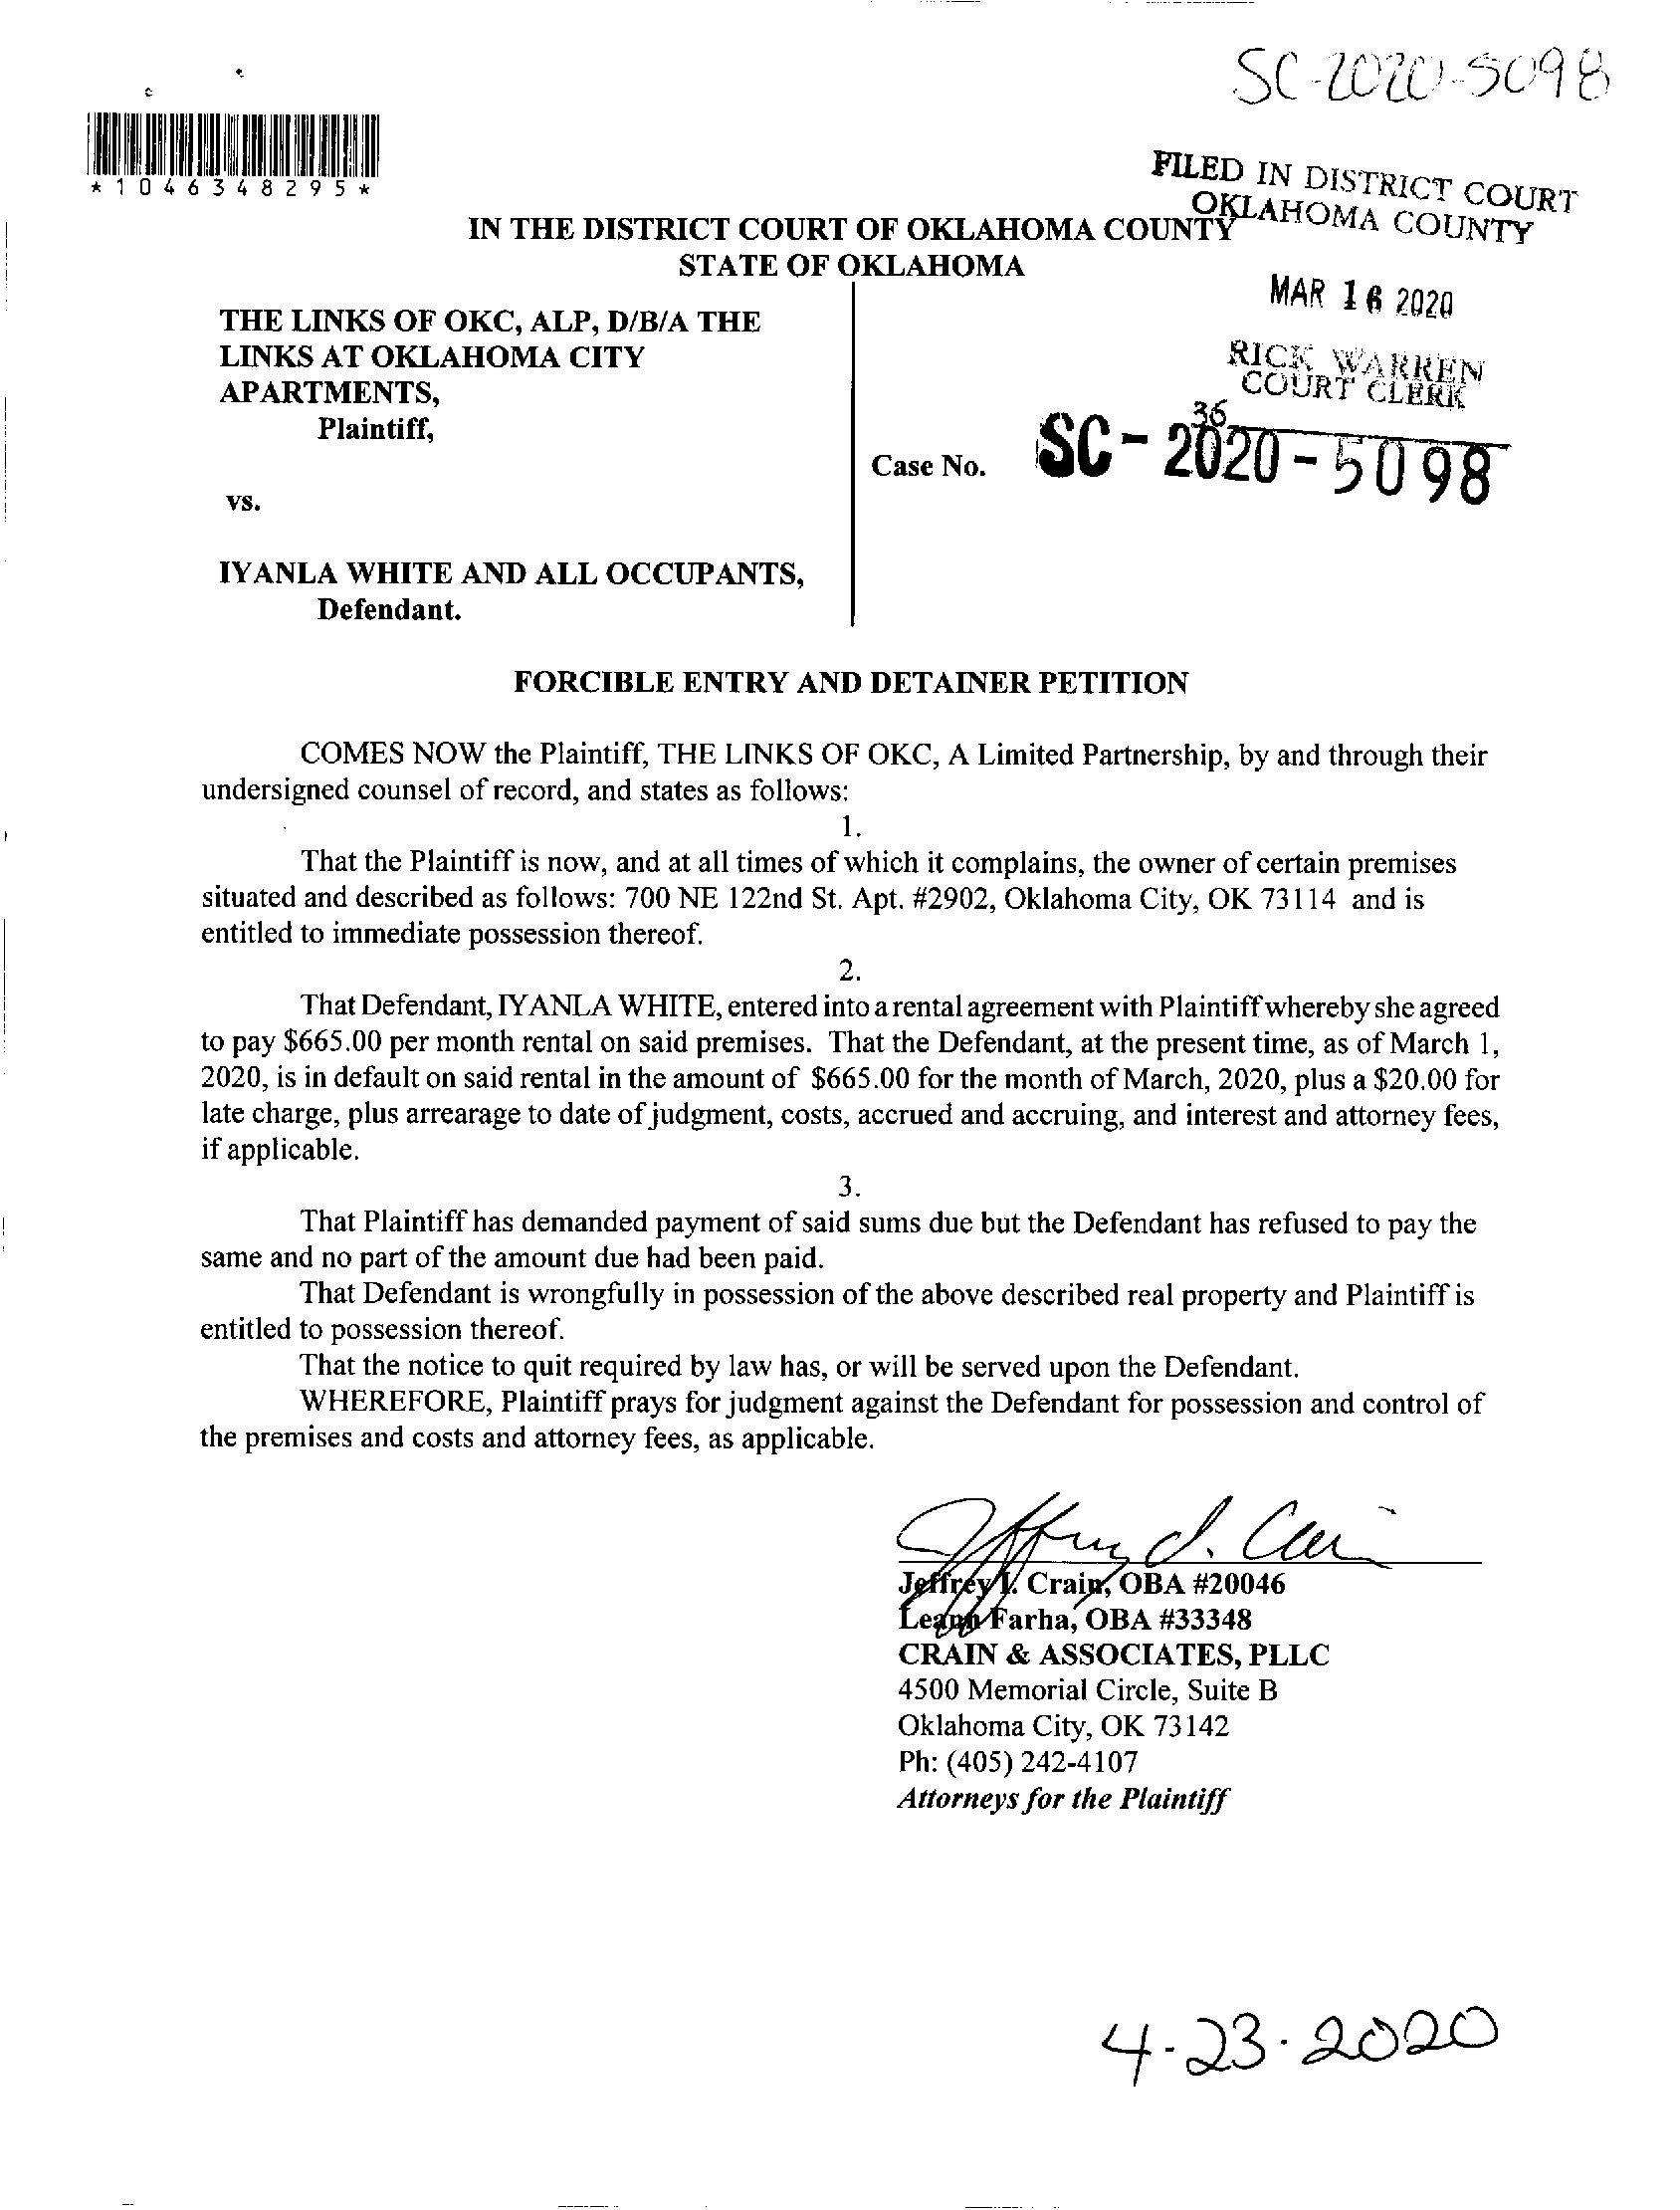 SC-2020-5098
*1046348295*
FILED IN DISTRICT COURT
OKLAHOMA COUNTY
IN THE DISTRICT COURT OF OKLAHOMA COUNTY
STATE OF OKLAHOMA
MAR 16 2020
THE LINKS OF OKC, ALP, D/B/A THE
LINKS AT OKLAHOMA CITY
APARTMENTS,
Plaintiff,
RICK WARREN
COURT CLERK
36
Case No. SC-2020-5098
vs.
IYANLA WHITE AND ALL OCCUPANTS,
Defendant.
FORCIBLE ENTRY AND DETAINER PETITION
COMES NOW the Plaintiff, THE LINKS OF OKC, A Limited Partnership, by and through their
undersigned counsel of record, and states as follows:
1.
That the Plaintiff is now, and at all times of which it complains, the owner of certain premises
situated and described as follows: 700 NE 122nd St. Apt. #2902, Oklahoma City, OK 73114 and is
entitled to immediate possession thereof.
2.
That Defendant, IYANLA WHITE, entered into a rental agreement with Plaintiff whereby she agreed
to pay $665.00 per month rental on said premises. That the Defendant, at the present time, as of March 1,
2020, is in default on said rental in the amount of $665.00 for the month of March, 2020, plus a $20.00 for
late charge, plus arrearage to date of judgment, costs, accrued and accruing, and interest and attorney fees,
if applicable.
3.
That Plaintiff has demanded payment of said sums due but the Defendant has refused to pay the
same and no part of the amount due had been paid.
That Defendant is wrongfully in possession of the above described real property and Plaintiff is
entitled to possession thereof.
That the notice to quit required by law has, or will be served upon the Defendant.
WHEREFORE, Plaintiff prays for judgment against the Defendant for possession and control of
the premises and costs and attorney fees, as applicable.
Jeffrey I. Crain, OBA #20046
Leann Farha, OBA #33348
CRAIN & ASSOCIATES, PLLC
4500 Memorial Circle, Suite B
Oklahoma City, OK 73142
Ph: (405) 242-4107
Attorneys for the Plaintiff
4-23-2020